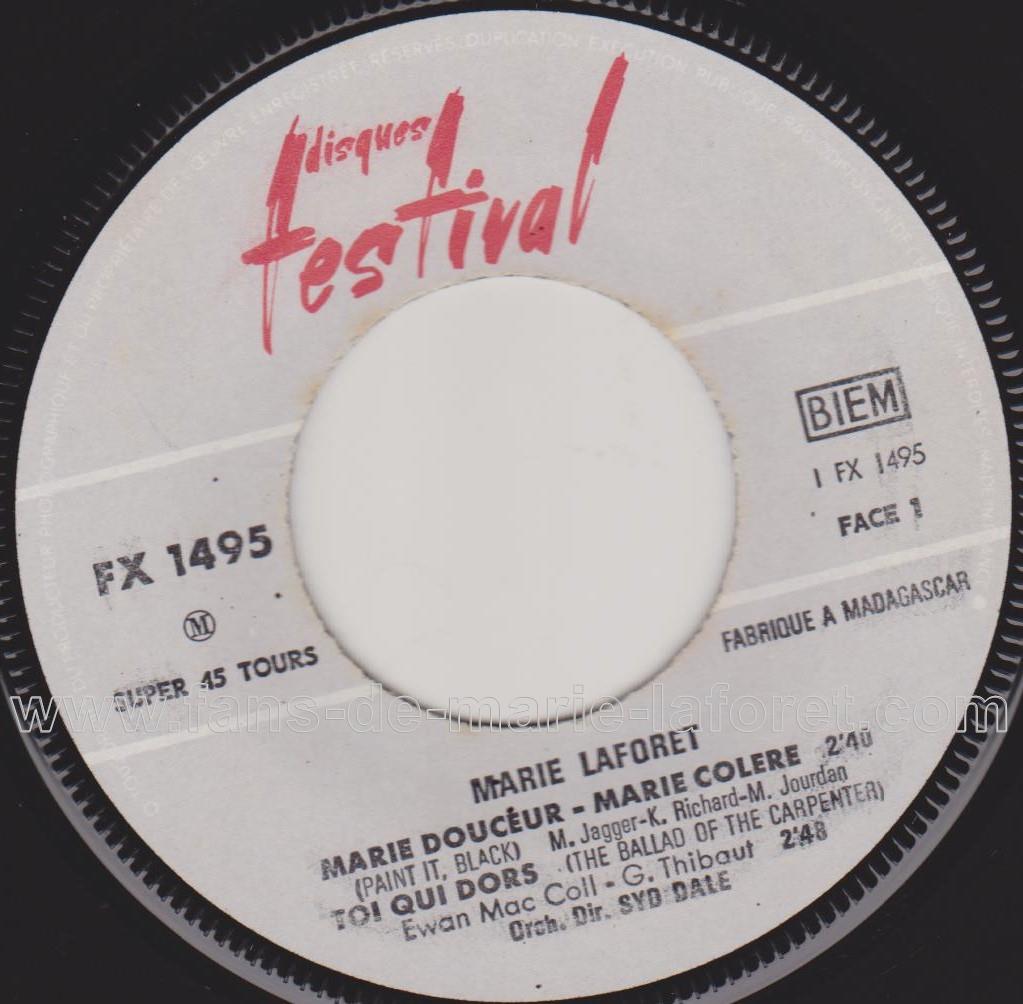 disques
festival
BIEM
1 FX 1495
FACE 1
FX 1495
M
SUPER 45 TOURS
FABRIQUE A MADAGASCAR
www.fans-de-marie-laforet.com
MARIE LAFORET
MARIE DOUCÉUR - MARIE COLERE 2'40
(PAINT IT, BLACK) M. Jagger-K. Richard-M. Jourdan
TOI QUI DORS (THE BALLAD OF THE CARPENTER)
Ewan Mac Coll - G. Thibaut 2'48
Orch. Dir. SYD DALE